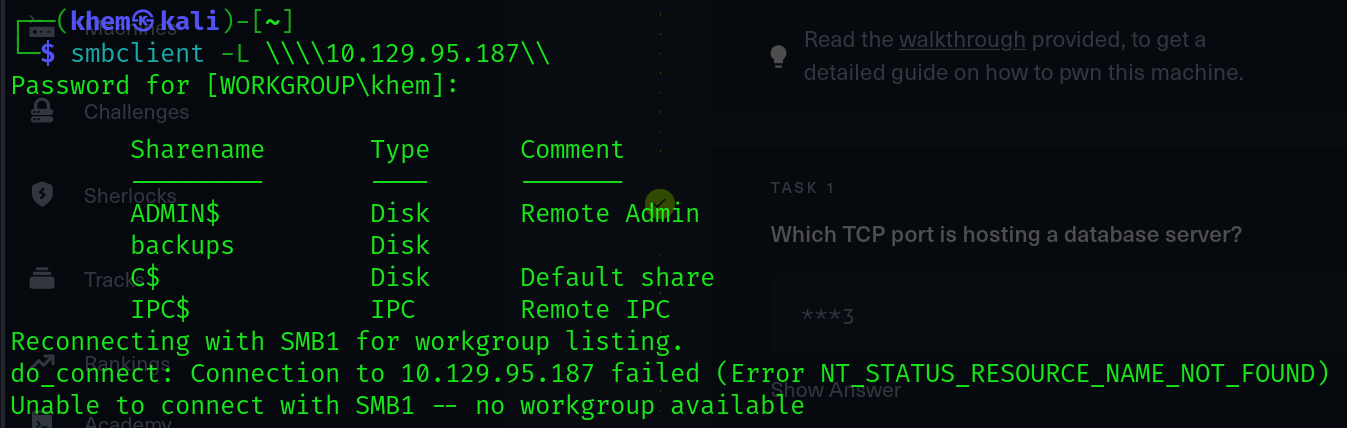 ┌──(khem㉿kali)-[~]
└─$ smbclient -L \\\\10.129.95.187\\
Password for [WORKGROUP\khem]:
Sharename Type Comment
ADMIN$ Disk Remote Admin
backups Disk
C$ Disk Default share
IPC$ IPC Remote IPC
Reconnecting with SMB1 for workgroup listing.
do_connect: Connection to 10.129.95.187 failed (Error NT_STATUS_RESOURCE_NAME_NOT_FOUND)
Unable to connect with SMB1 -- no workgroup available
Machines
Challenges
Sherlocks
Tracks
Rankings
Academy
Read the walkthrough provided, to get a
detailed guide on how to pwn this machine.
TASK 1
Which TCP port is hosting a database server?
***3
Show Answer